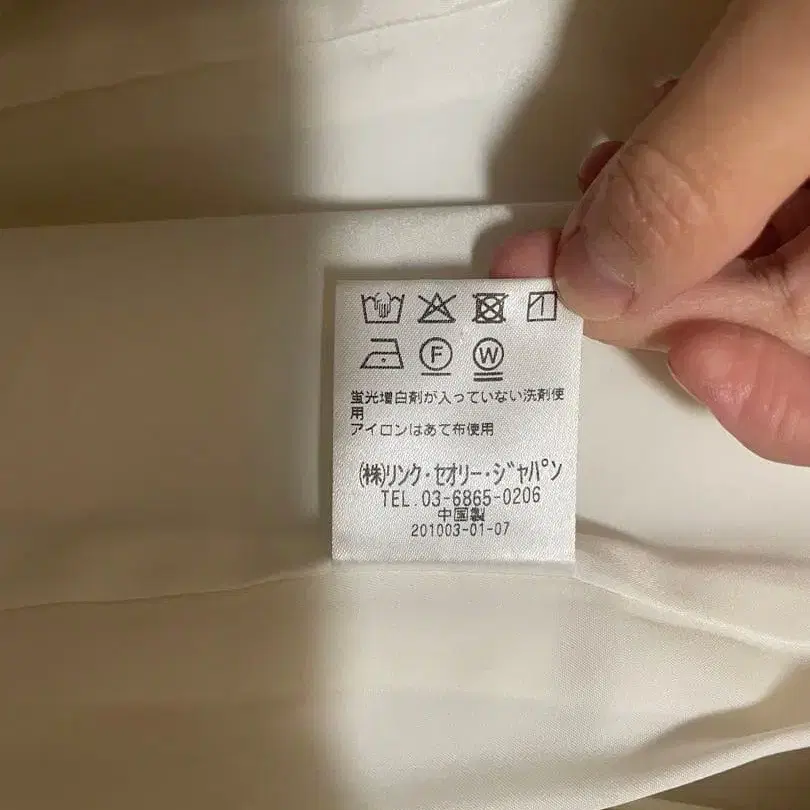 F W
蛍光増白剤が入っていない洗剤使
用
アイロンはあて布使用
(株)リンク・セオリー・ジャパン
TEL.03-6865-0206
中国製
201003-01-07